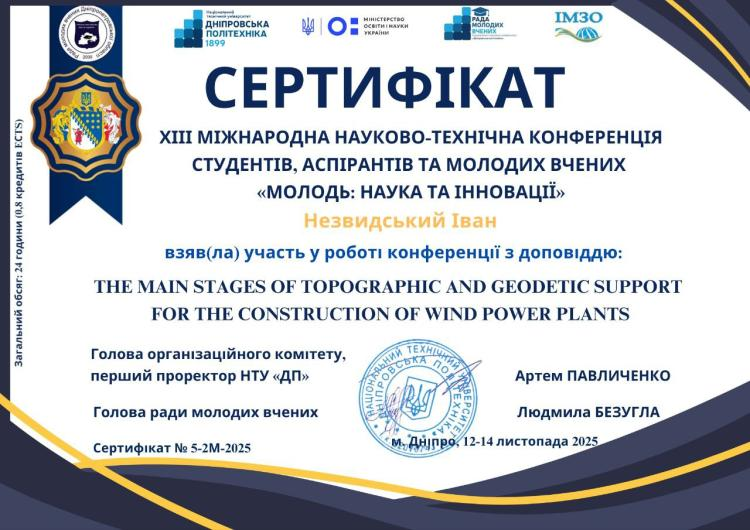 Національний
технічний університет
ДНІПРОВСЬКА
ПОЛІТЕХНІКА
1899
МІНІСТЕРСТВО
ОСВІТИ І НАУКИ
УКРАЇНИ
РАДА
МОЛОДИХ
ВЧЕНИХ
ІМЗО
СЕРТИФІКАТ
XIII МІЖНАРОДНА НАУКОВО-ТЕХНІЧНА КОНФЕРЕНЦІЯ
СТУДЕНТІВ, АСПІРАНТІВ ТА МОЛОДИХ ВЧЕНИХ
«МОЛОДЬ: НАУКА ТА ІННОВАЦІЇ»
Незвидський Іван
взяв(ла) участь у роботі конференції з доповіддю:
THE MAIN STAGES OF TOPOGRAPHIC AND GEODETIC SUPPORT
FOR THE CONSTRUCTION OF WIND POWER PLANTS
Голова організаційного комітету,
перший проректор НТУ «ДП»
Артем ПАВЛИЧЕНКО
Голова ради молодих вчених
Людмила БЕЗУГЛА
Сертифікат № 5-2М-2025
м. Дніпро, 12-14 листопада 2025
Загальний обсяг: 24 години (0,8 кредитів ECTS)
Рада молодих вчених Дніпропетровської області
НАЦІОНАЛЬНИЙ ТЕХНІЧНИЙ УНІВЕРСИТЕТ
ДНІПРОВСЬКА ПОЛІТЕХНІКА